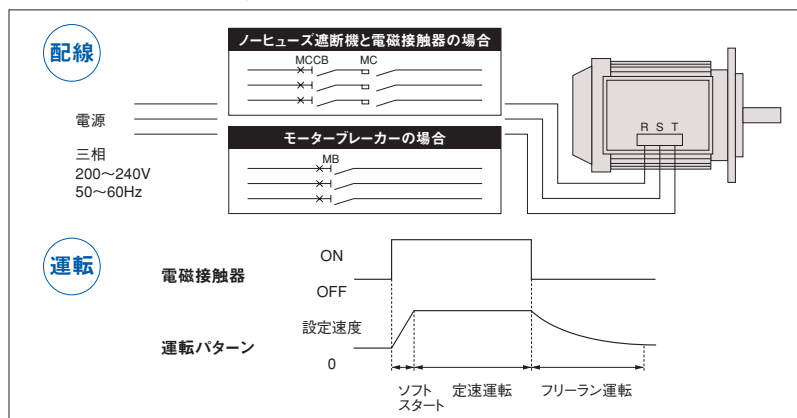 配線
ノーヒューズ遮断機と電磁接触器の場合
MCCB MC
電源
三相
200～240V
50～60Hz
モーターブレーカーの場合
MB
R S T
運転
電磁接触器
ON
OFF
運転パターン
設定速度
0
ソフト
スタート
定速運転
フリーラン運転